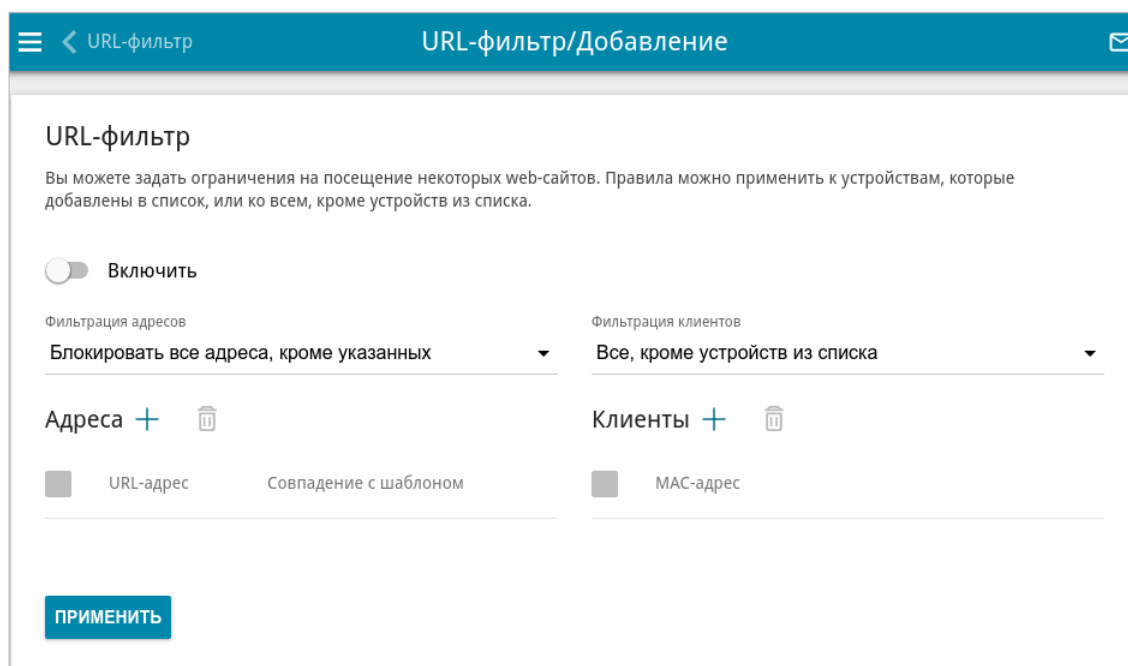 URL-фильтр
URL-фильтр/Добавление
URL-фильтр
Вы можете задать ограничения на посещение некоторых web-сайтов. Правила можно применить к устройствам, которые
добавлены в список, или ко всем, кроме устройств из списка.
Включить
Фильтрация адресов
Блокировать все адреса, кроме указанных
Фильтрация клиентов
Все, кроме устройств из списка
Адреса
URL-адрес
Совпадение с шаблоном
Клиенты
MAC-адрес
ПРИМЕНИТЬ